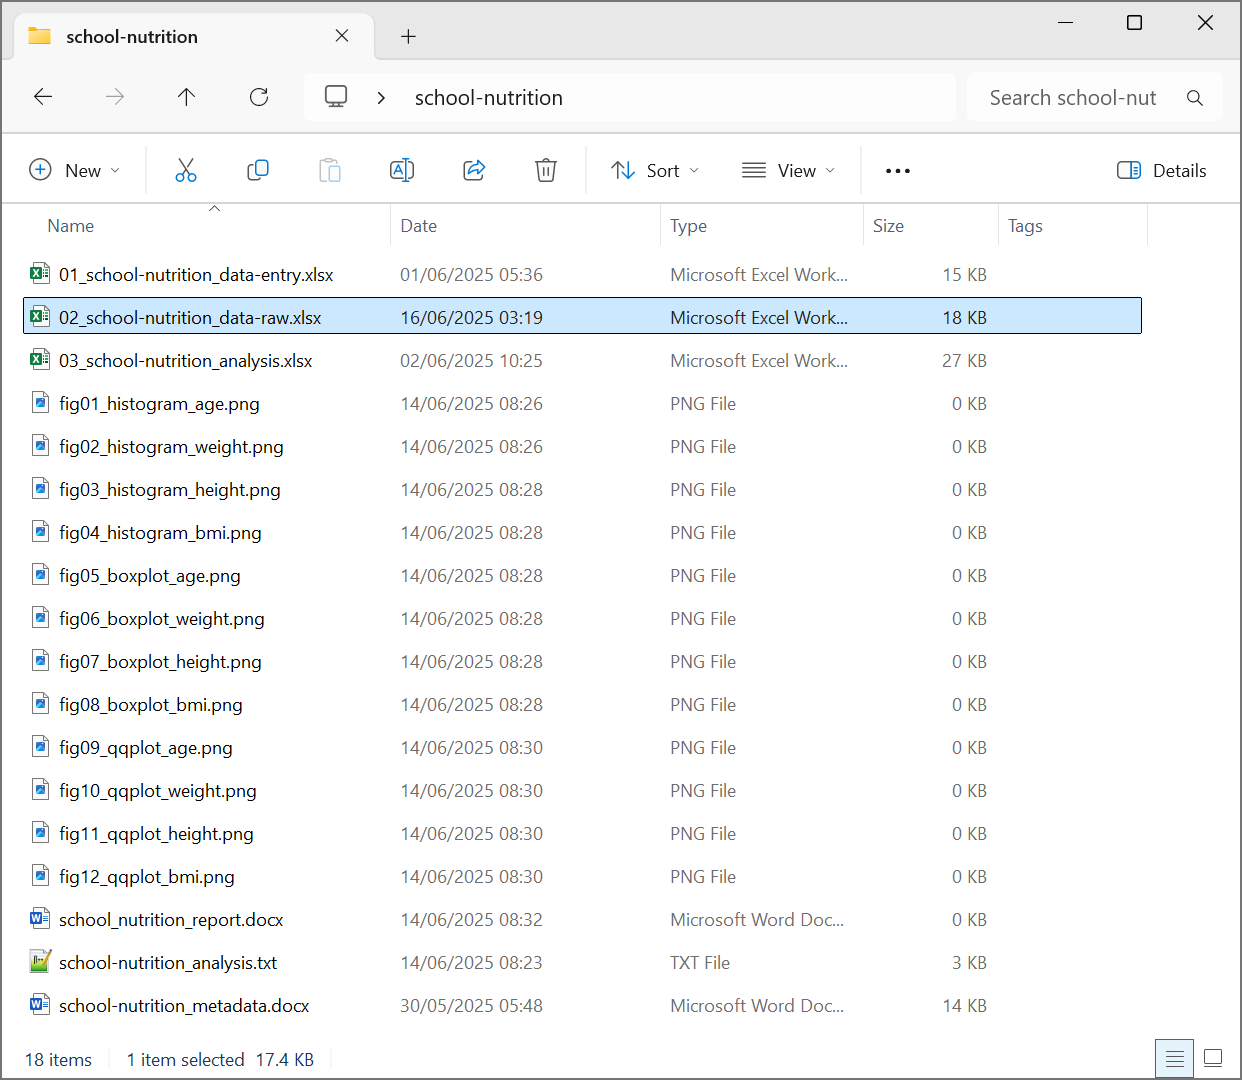 school-nutrition
school-nutrition
Search school-nut
New
Sort
View
Details
Name Date Type Size Tags
01_school-nutrition_data-entry.xlsx 01/06/2025 05:36 Microsoft Excel Work... 15 KB
02_school-nutrition_data-raw.xlsx 16/06/2025 03:19 Microsoft Excel Work... 18 KB
03_school-nutrition_analysis.xlsx 02/06/2025 10:25 Microsoft Excel Work... 27 KB
fig01_histogram_age.png 14/06/2025 08:26 PNG File 0 KB
fig02_histogram_weight.png 14/06/2025 08:26 PNG File 0 KB
fig03_histogram_height.png 14/06/2025 08:28 PNG File 0 KB
fig04_histogram_bmi.png 14/06/2025 08:28 PNG File 0 KB
fig05_boxplot_age.png 14/06/2025 08:28 PNG File 0 KB
fig06_boxplot_weight.png 14/06/2025 08:28 PNG File 0 KB
fig07_boxplot_height.png 14/06/2025 08:28 PNG File 0 KB
fig08_boxplot_bmi.png 14/06/2025 08:28 PNG File 0 KB
fig09_qqplot_age.png 14/06/2025 08:30 PNG File 0 KB
fig10_qqplot_weight.png 14/06/2025 08:30 PNG File 0 KB
fig11_qqplot_height.png 14/06/2025 08:30 PNG File 0 KB
fig12_qqplot_bmi.png 14/06/2025 08:30 PNG File 0 KB
school_nutrition_report.docx 14/06/2025 08:32 Microsoft Word Doc... 0 KB
school-nutrition_analysis.txt 14/06/2025 08:23 TXT File 3 KB
school-nutrition_metadata.docx 30/05/2025 05:48 Microsoft Word Doc... 14 KB
18 items 1 item selected 17.4 KB